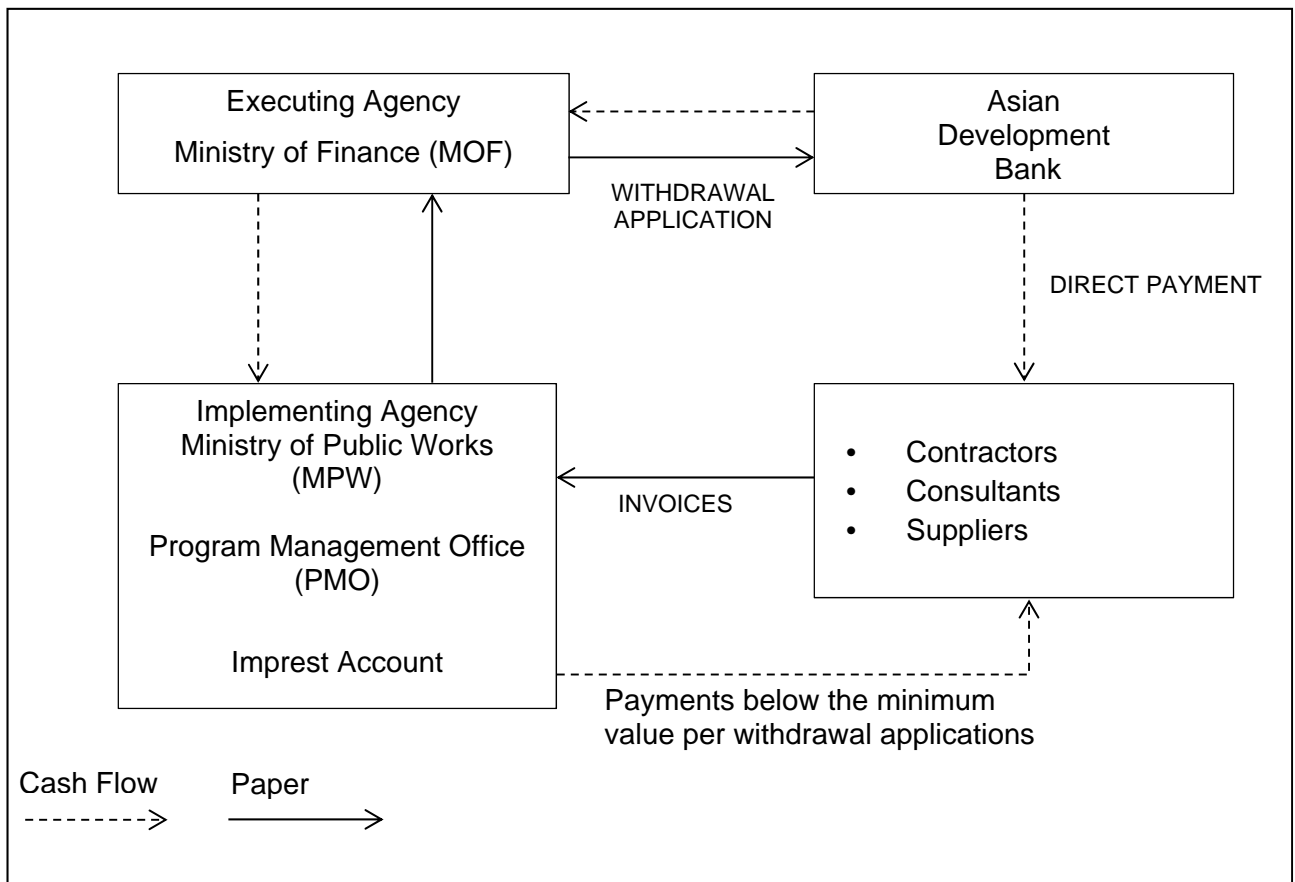 Executing Agency
Ministry of Finance (MOF)
Asian
Development
Bank
WITHDRAWAL
APPLICATION
DIRECT PAYMENT
Implementing Agency
Ministry of Public Works
(MPW)
Program Management Office
(PMO)
Imprest Account
INVOICES
• Contractors
• Consultants
• Suppliers
Payments below the minimum
value per withdrawal applications
Cash Flow
Paper